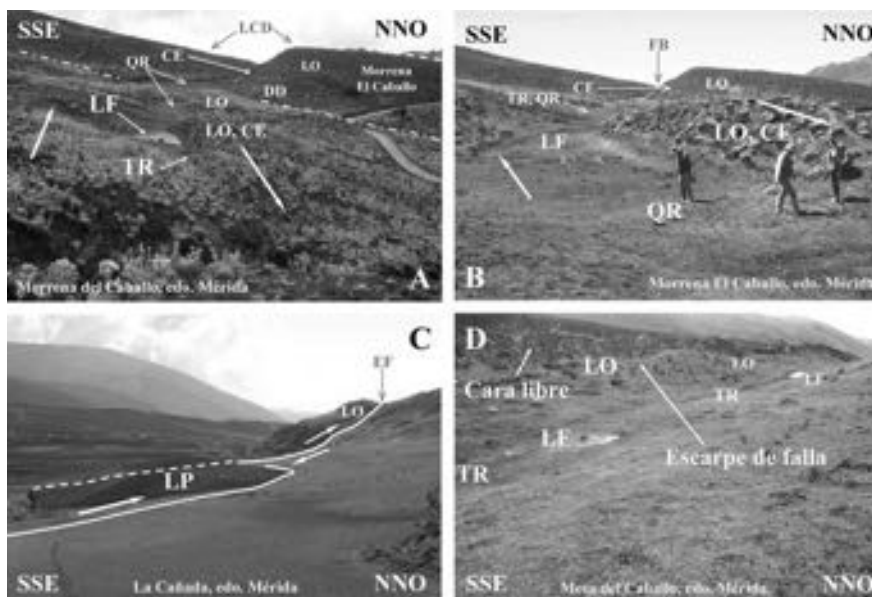 SSE LCD NNO
CE LO
QR Morrena
El Caballo
LO DD
LF LO, CE
TR
A
Morrena del Caballo, edo. Mérida
SSE NNO
FB
CE LO
TR, QR
LF LO, CE
QR
B
Morrena El Caballo, edo. Mérida
C
EF
LO
LP
SSE La Cañada, edo. Mérida NNO
D
LO LO
Cara libre LF
TR
LF
Escarpe de falla
TR
SSE Mesa del Caballo, edo. Mérida. NNO